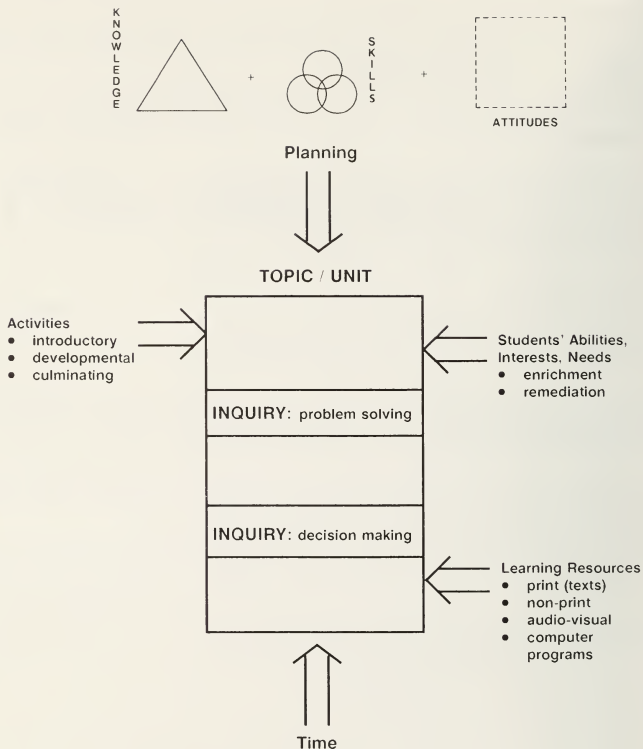 KNOWLEDGE
+
SKILLS
+
ATTITUDES
Planning
TOPIC / UNIT
Activities
• introductory
• developmental
• culminating
Students' Abilities,
Interests, Needs
• enrichment
• remediation
INQUIRY: problem solving
INQUIRY: decision making
Learning Resources
• print (texts)
• non-print
• audio-visual
• computer
programs
Time